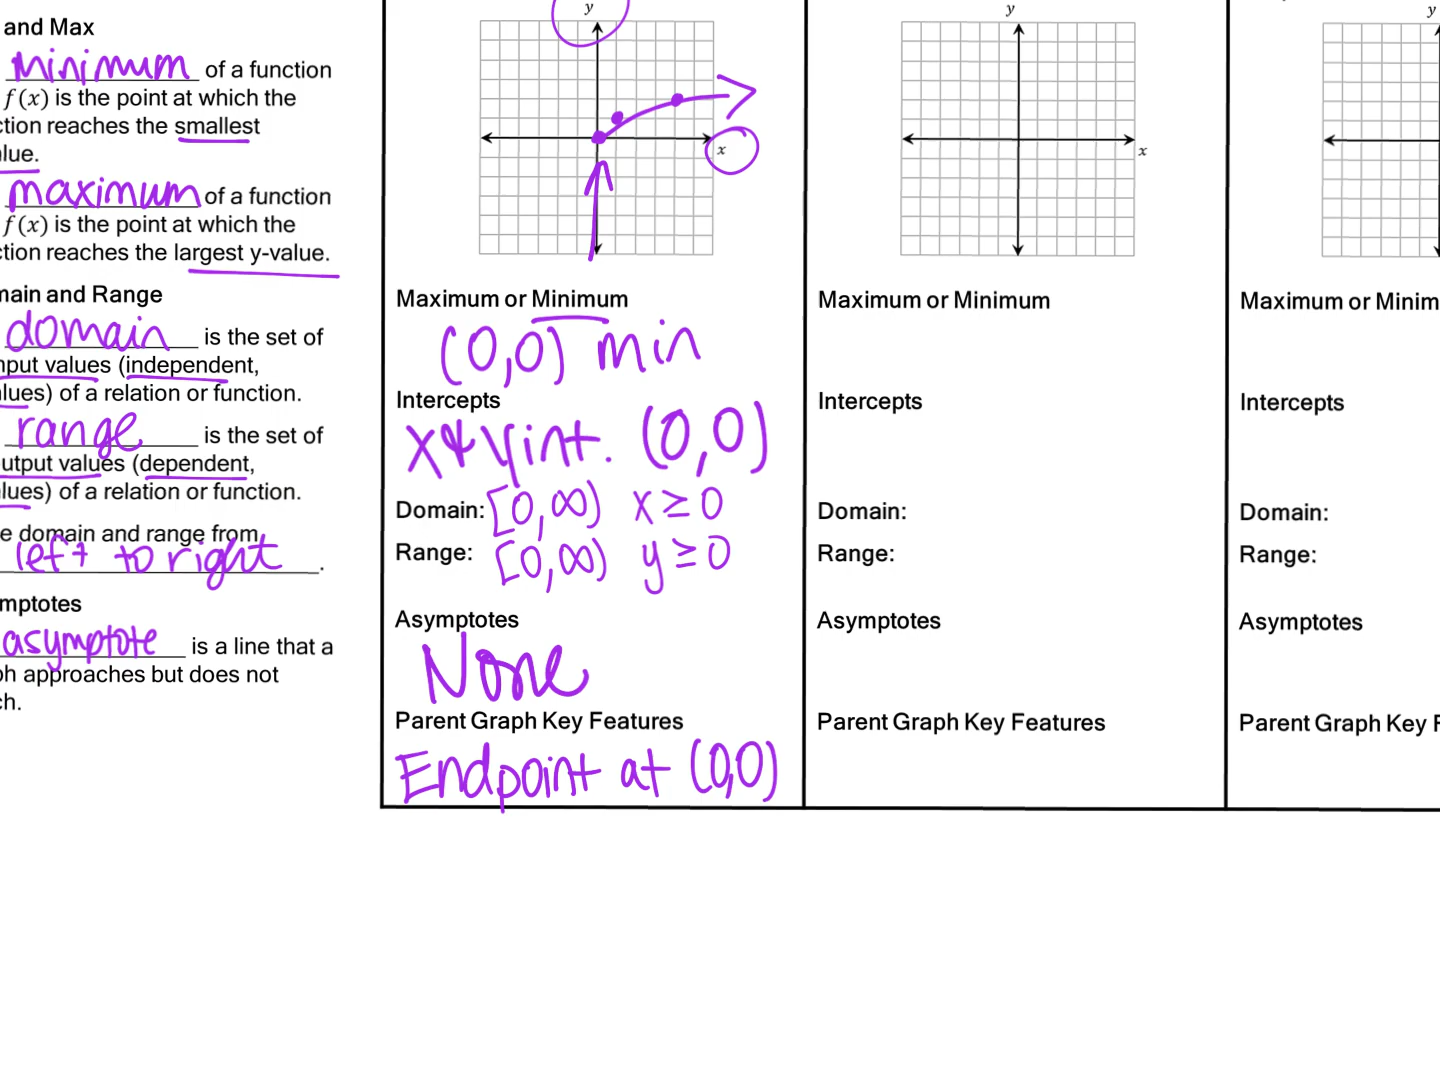 and Max
minimum of a function
f(x) is the point at which the
ction reaches the smallest
alue.
maximum of a function
f(x) is the point at which the
ction reaches the largest y-value.
main and Range
domain is the set of
nput values (independent,
alues) of a relation or function.
range is the set of
utput values (dependent,
alues) of a relation or function.
e domain and range from
left to right.
mptotes
asymptote is a line that a
ph approaches but does not
ch.
y
x
Maximum or Minimum
(0,0) min
Intercepts
X & Y int. (0,0)
Domain: [0,∞) x ≥ 0
Range: [0,∞) y ≥ 0
Asymptotes
None
Parent Graph Key Features
Endpoint at (0,0)
y
x
Maximum or Minimum
Intercepts
Domain:
Range:
Asymptotes
Parent Graph Key Features
y
Maximum or Minim
Intercepts
Domain:
Range:
Asymptotes
Parent Graph Key F